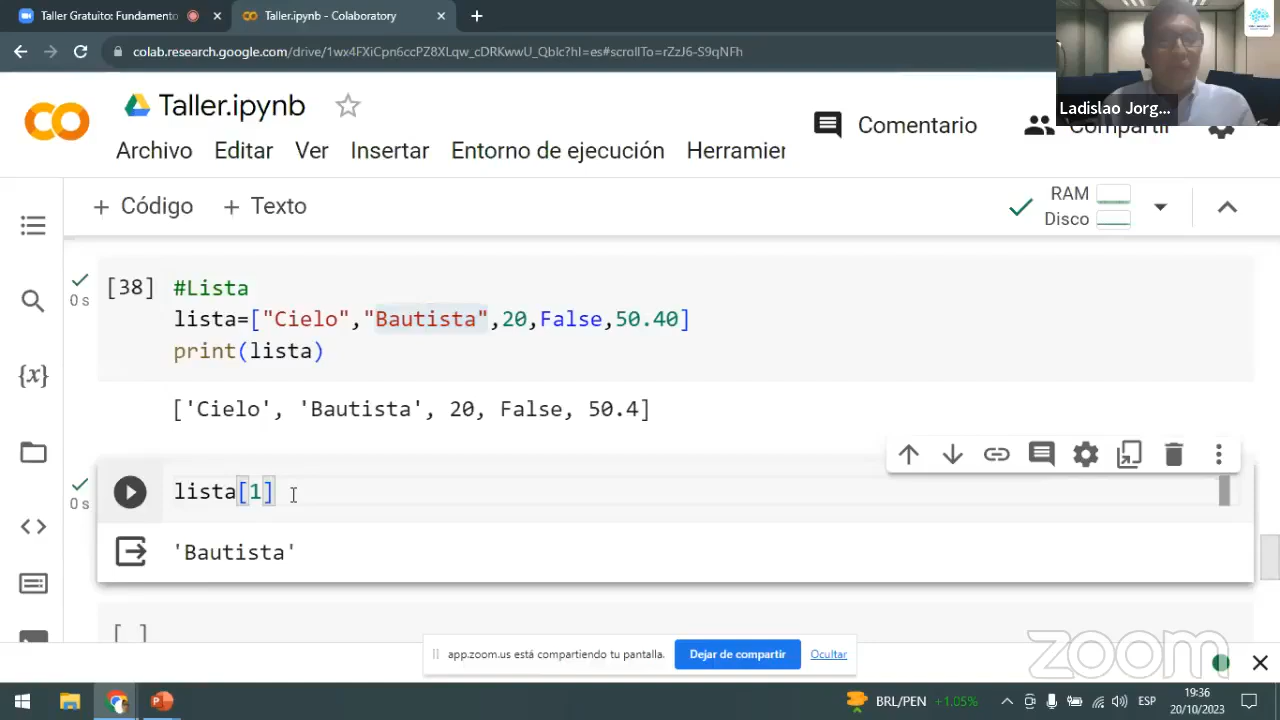 Taller Gratuito: Fundamento
Taller.ipynb - Colaboratory
colab.research.google.com/drive/1wx4FXiCpn6ccPZ8XLqw_cDRKwwU_Qblc?hl=es#scrollTo=rZzJ6-S9qNFh
Ladislao Jorg...
Taller.ipynb
Comentario
Compartir
Archivo Editar Ver Insertar Entorno de ejecución Herramier
+ Código + Texto
RAM
Disco
[38] #Lista
0 s
lista=["Cielo","Bautista",20,False,50.40]
print(lista)
['Cielo', 'Bautista', 20, False, 50.4]
{x}
lista[1]
0 s
'Bautista'
[ ]
app.zoom.us está compartiendo tu pantalla.
Dejar de compartir
Ocultar
zoom
BRL/PEN +1.05%
ESP
19:36
20/10/2023